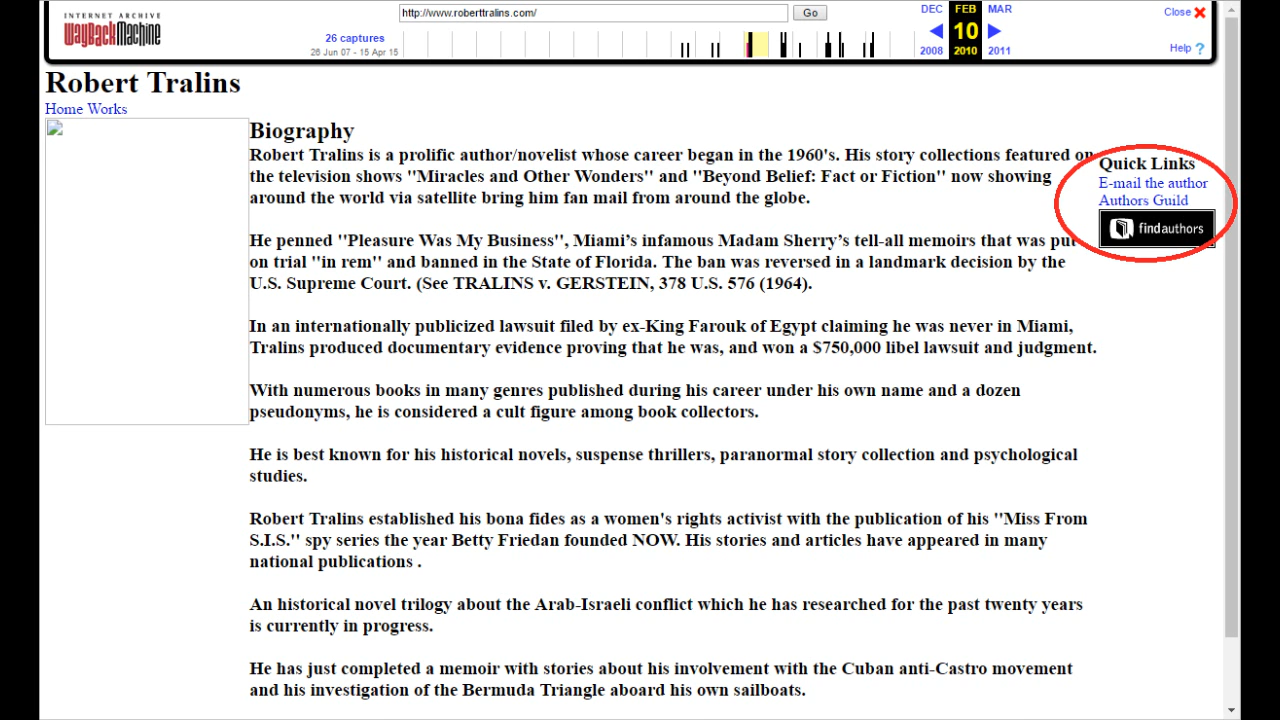 INTERNET ARCHIVE
WayBackMachine
http://www.roberttralins.com/
Go
26 captures
26 Jun 07 - 15 Apr 15
DEC
FEB
MAR
10
2008
2010
2011
Close
Help ?
Robert Tralins
Home Works
Biography
Robert Tralins is a prolific author/novelist whose career began in the 1960's. His story collections featured on
the television shows "Miracles and Other Wonders" and "Beyond Belief: Fact or Fiction" now showing
around the world via satellite bring him fan mail from around the globe.
He penned "Pleasure Was My Business", Miami's infamous Madam Sherry's tell-all memoirs that was put
on trial "in rem" and banned in the State of Florida. The ban was reversed in a landmark decision by the
U.S. Supreme Court. (See TRALINS v. GERSTEIN, 378 U.S. 576 (1964).
In an internationally publicized lawsuit filed by ex-King Farouk of Egypt claiming he was never in Miami,
Tralins produced documentary evidence proving that he was, and won a $750,000 libel lawsuit and judgment.
With numerous books in many genres published during his career under his own name and a dozen
pseudonyms, he is considered a cult figure among book collectors.
He is best known for his historical novels, suspense thrillers, paranormal story collection and psychological
studies.
Robert Tralins established his bona fides as a women's rights activist with the publication of his "Miss From
S.I.S." spy series the year Betty Friedan founded NOW. His stories and articles have appeared in many
national publications .
An historical novel trilogy about the Arab-Israeli conflict which he has researched for the past twenty years
is currently in progress.
He has just completed a memoir with stories about his involvement with the Cuban anti-Castro movement
and his investigation of the Bermuda Triangle aboard his own sailboats.
Quick Links
E-mail the author
Authors Guild
findauthors